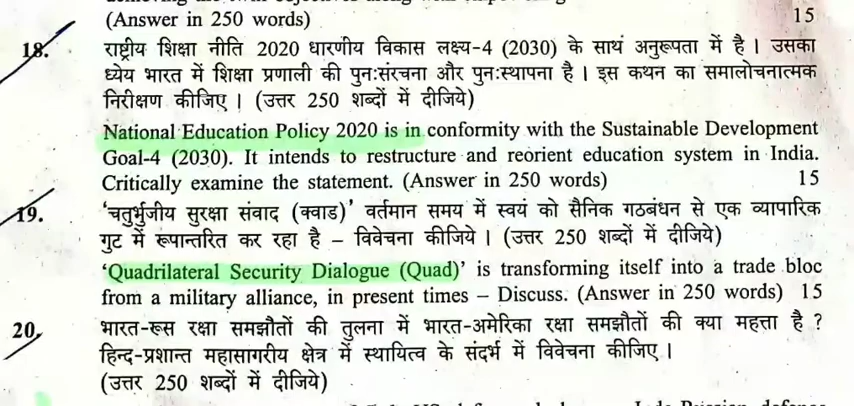 (Answer in 250 words) 15
18. राष्ट्रीय शिक्षा नीति 2020 धारणीय विकास लक्ष्य-4 (2030) के साथ अनुरूपता में है । उसका
ध्येय भारत में शिक्षा प्रणाली की पुनःसंरचना और पुनःस्थापना है । इस कथन का समालोचनात्मक
निरीक्षण कीजिए । (उत्तर 250 शब्दों में दीजिये)
National Education Policy 2020 is in conformity with the Sustainable Development
Goal-4 (2030). It intends to restructure and reorient education system in India.
Critically examine the statement. (Answer in 250 words) 15
19. ‘चतुर्भुजीय सुरक्षा संवाद (क्वाड)’ वर्तमान समय में स्वयं को सैनिक गठबंधन से एक व्यापारिक
गुट में रूपान्तरित कर रहा है – विवेचना कीजिये । (उत्तर 250 शब्दों में दीजिये)
‘Quadrilateral Security Dialogue (Quad)’ is transforming itself into a trade bloc
from a military alliance, in present times – Discuss. (Answer in 250 words) 15
20. भारत-रूस रक्षा समझौतों की तुलना में भारत-अमेरिका रक्षा समझौतों की क्या महत्ता है ?
हिन्द-प्रशान्त महासागरीय क्षेत्र में स्थायित्व के संदर्भ में विवेचना कीजिए ।
(उत्तर 250 शब्दों में दीजिये)